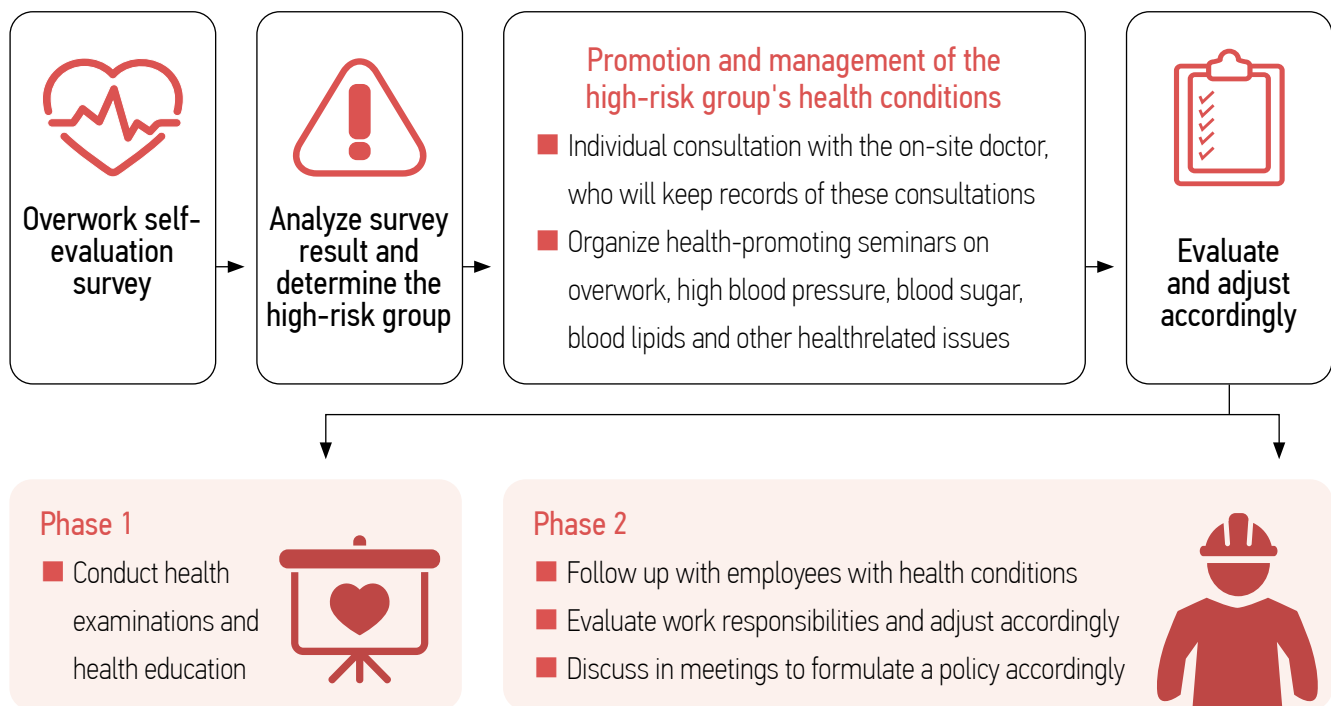 Overwork self-
evaluation
survey
Analyze survey
result and
determine the
high-risk group
Promotion and management of the
high-risk group's health conditions
Individual consultation with the on-site doctor,
who will keep records of these consultations
Organize health-promoting seminars on
overwork, high blood pressure, blood sugar,
blood lipids and other healthrelated issues
Evaluate
and adjust
accordingly
Phase 1
Conduct health
examinations and
health education
Phase 2
Follow up with employees with health conditions
Evaluate work responsibilities and adjust accordingly
Discuss in meetings to formulate a policy accordingly